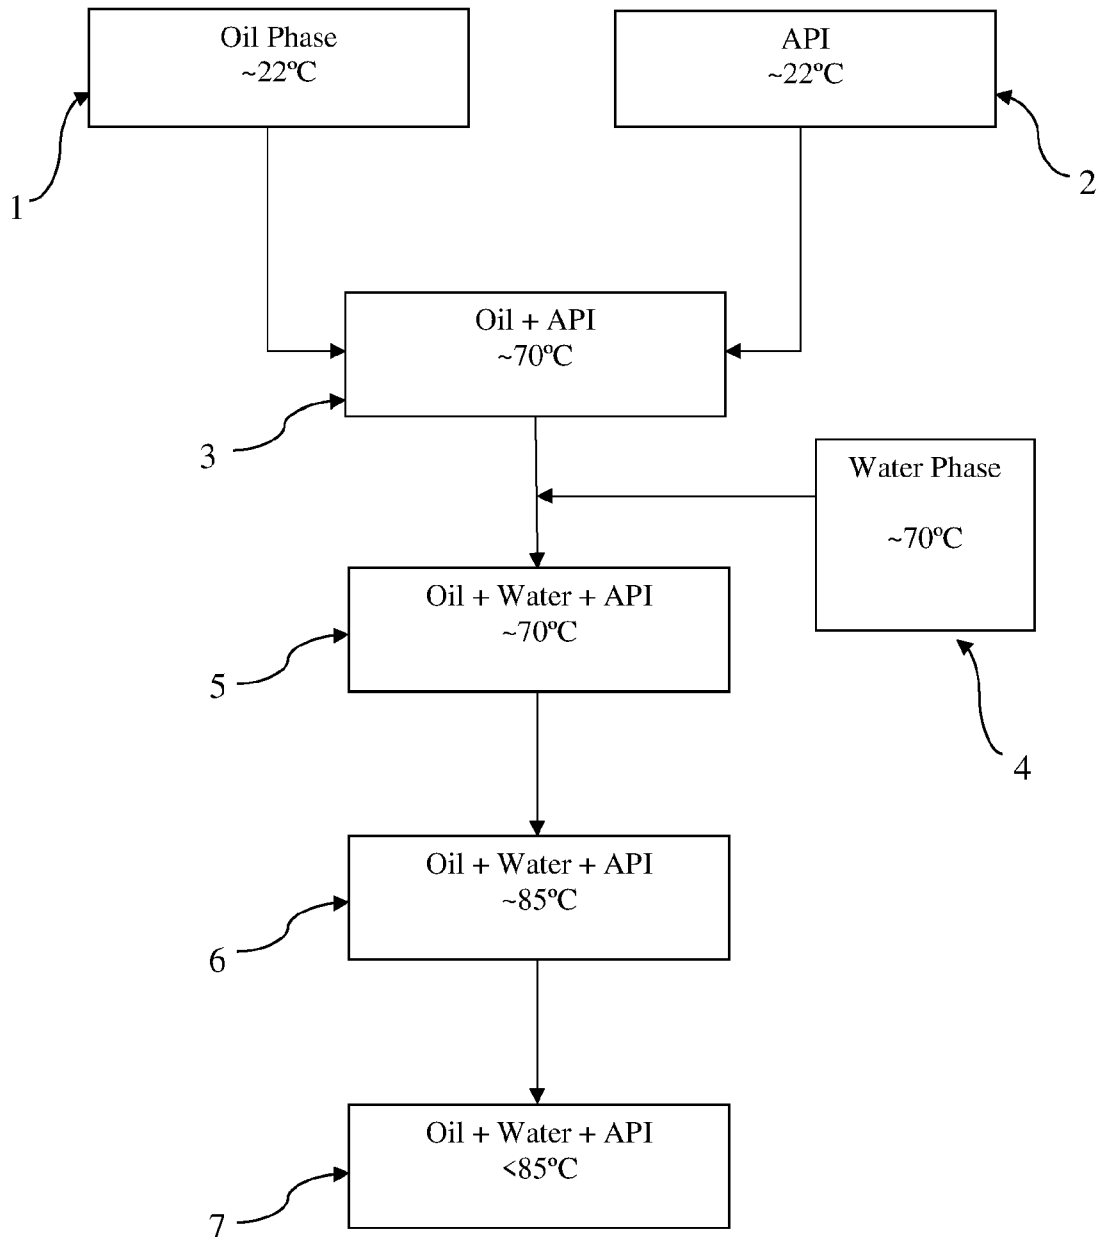 Oil Phase
~22ºC
API
~22ºC
1
2
Oil + API
~70ºC
3
Water Phase
~70ºC
4
Oil + Water + API
~70ºC
5
Oil + Water + API
~85ºC
6
Oil + Water + API
<85ºC
7